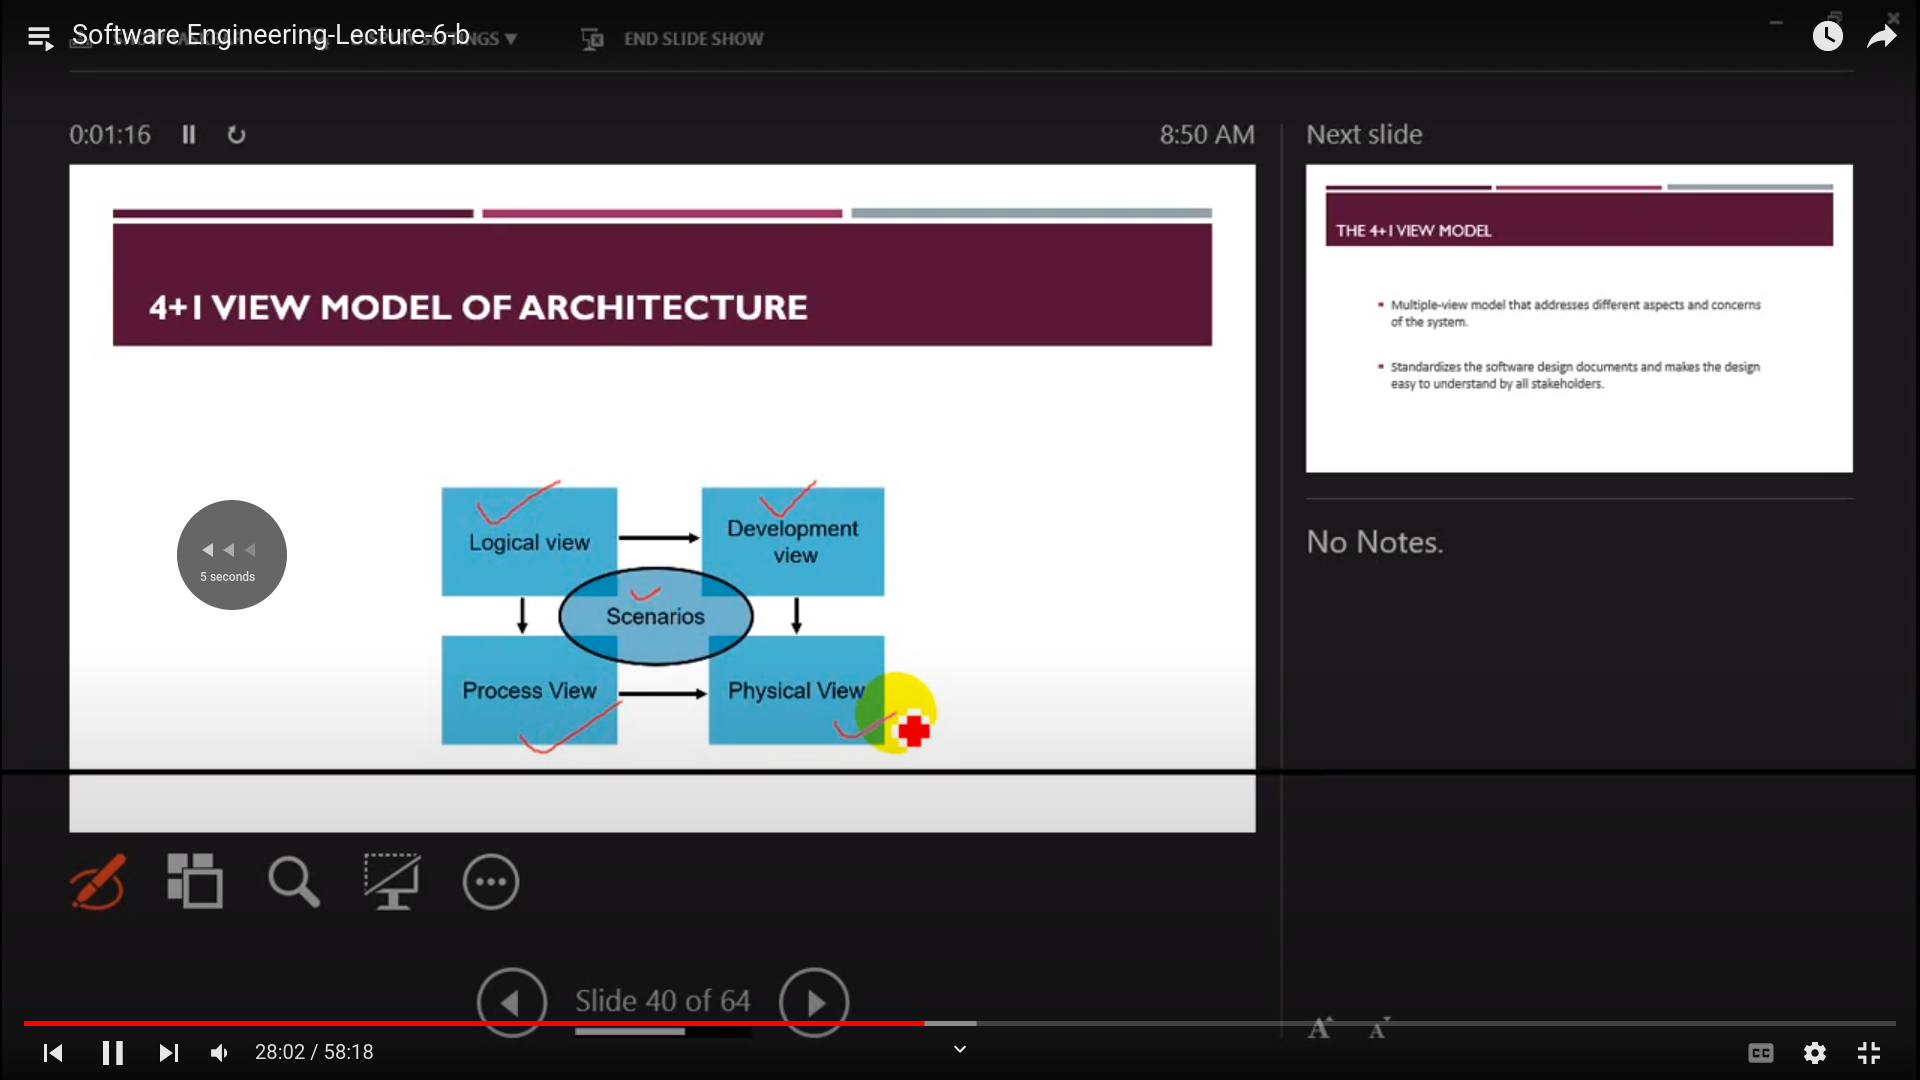 Software Engineering-Lecture-6-b
END SLIDE SHOW
0:01:16
8:50 AM
Next slide
4+1 VIEW MODEL OF ARCHITECTURE
THE 4+1 VIEW MODEL
Multiple-view model that addresses different aspects and concerns
of the system.
Standardizes the software design documents and makes the design
easy to understand by all stakeholders.
Logical view
Development
view
5 seconds
Scenarios
Process View
Physical View
No Notes.
Slide 40 of 64
A A
28:02 / 58:18
CC